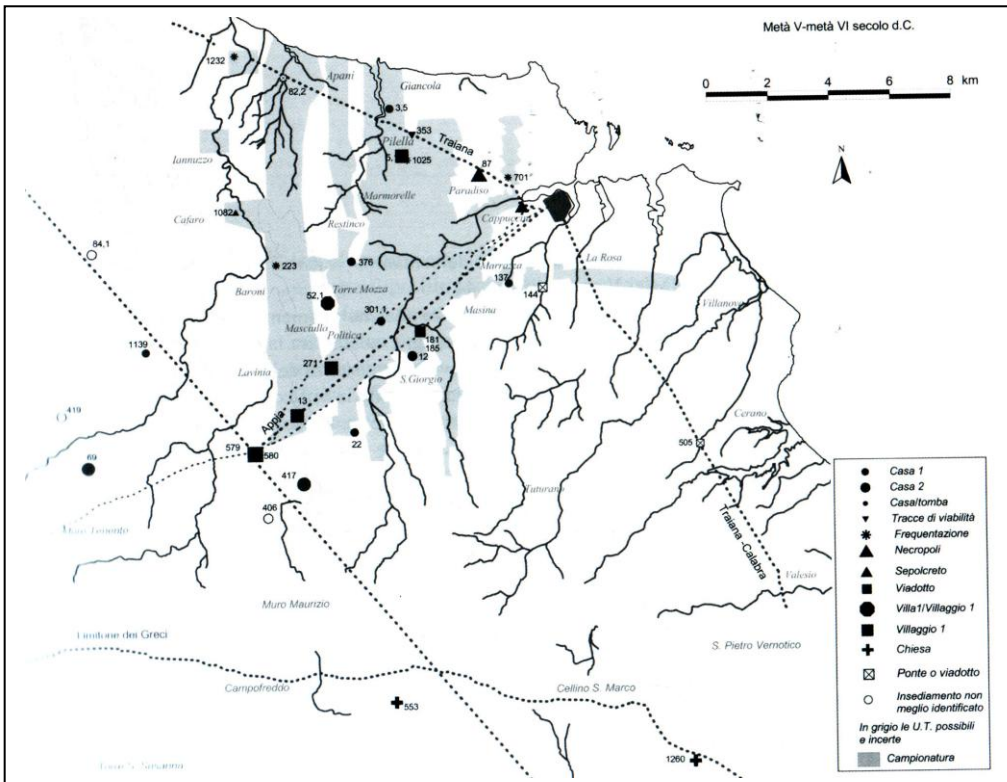 Metà V-metà VI secolo d.C.
0 2 4 6 8 km
N
1232
Apani
82,2
Giancola
3,5
353
Traiana
Pilella
5,
1025
Iannuzzo
87
701
Paradiso
Marmorelle
1082
Cafaro
Restinco
Cappuccini
84.1
223
376
Marrazza
La Rosa
137
144
Baroni
52,1
Torre Mozza
Masina
Villanova
301,1
Masciullo
Politica
181
185
1139
12
271
Lavinia
S.Giorgio
419
13
Appia
22
Cerano
505
579
580
69
417
Tuturano
406
Muro Tenente
Traiana-Calabra
Valesio
Muro Maurizio
Limitone dei Greci
S. Pietro Vernotico
Campofreddo
Cellino S. Marco
553
1260
Casa 1
Casa 2
Casa/tomba
Tracce di viabilità
Frequentazione
Necropoli
Sepolcreto
Viadotto
Villa1/Villaggio 1
Villaggio 1
Chiesa
Ponte o viadotto
Insediamento non
meglio identificato
In grigio le U.T. possibili
e incerte
Campionatura